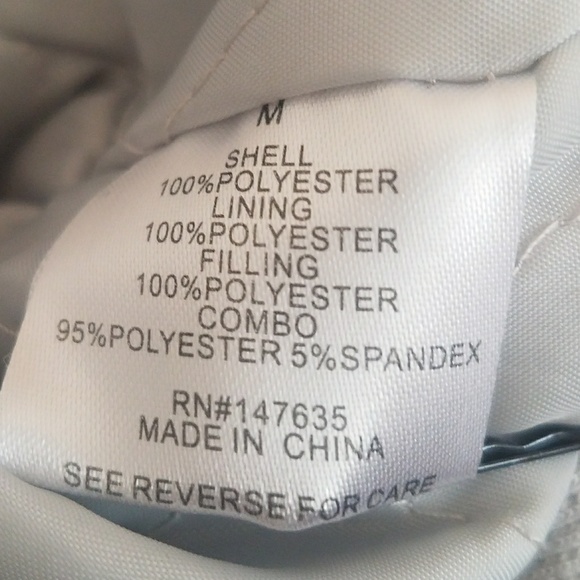 M
SHELL
100%POLYESTER
LINING
100%POLYESTER
FILLING
100%POLYESTER
COMBO
95%POLYESTER 5%SPANDEX
RN#147635
MADE IN CHINA
SEE REVERSE FOR CARE